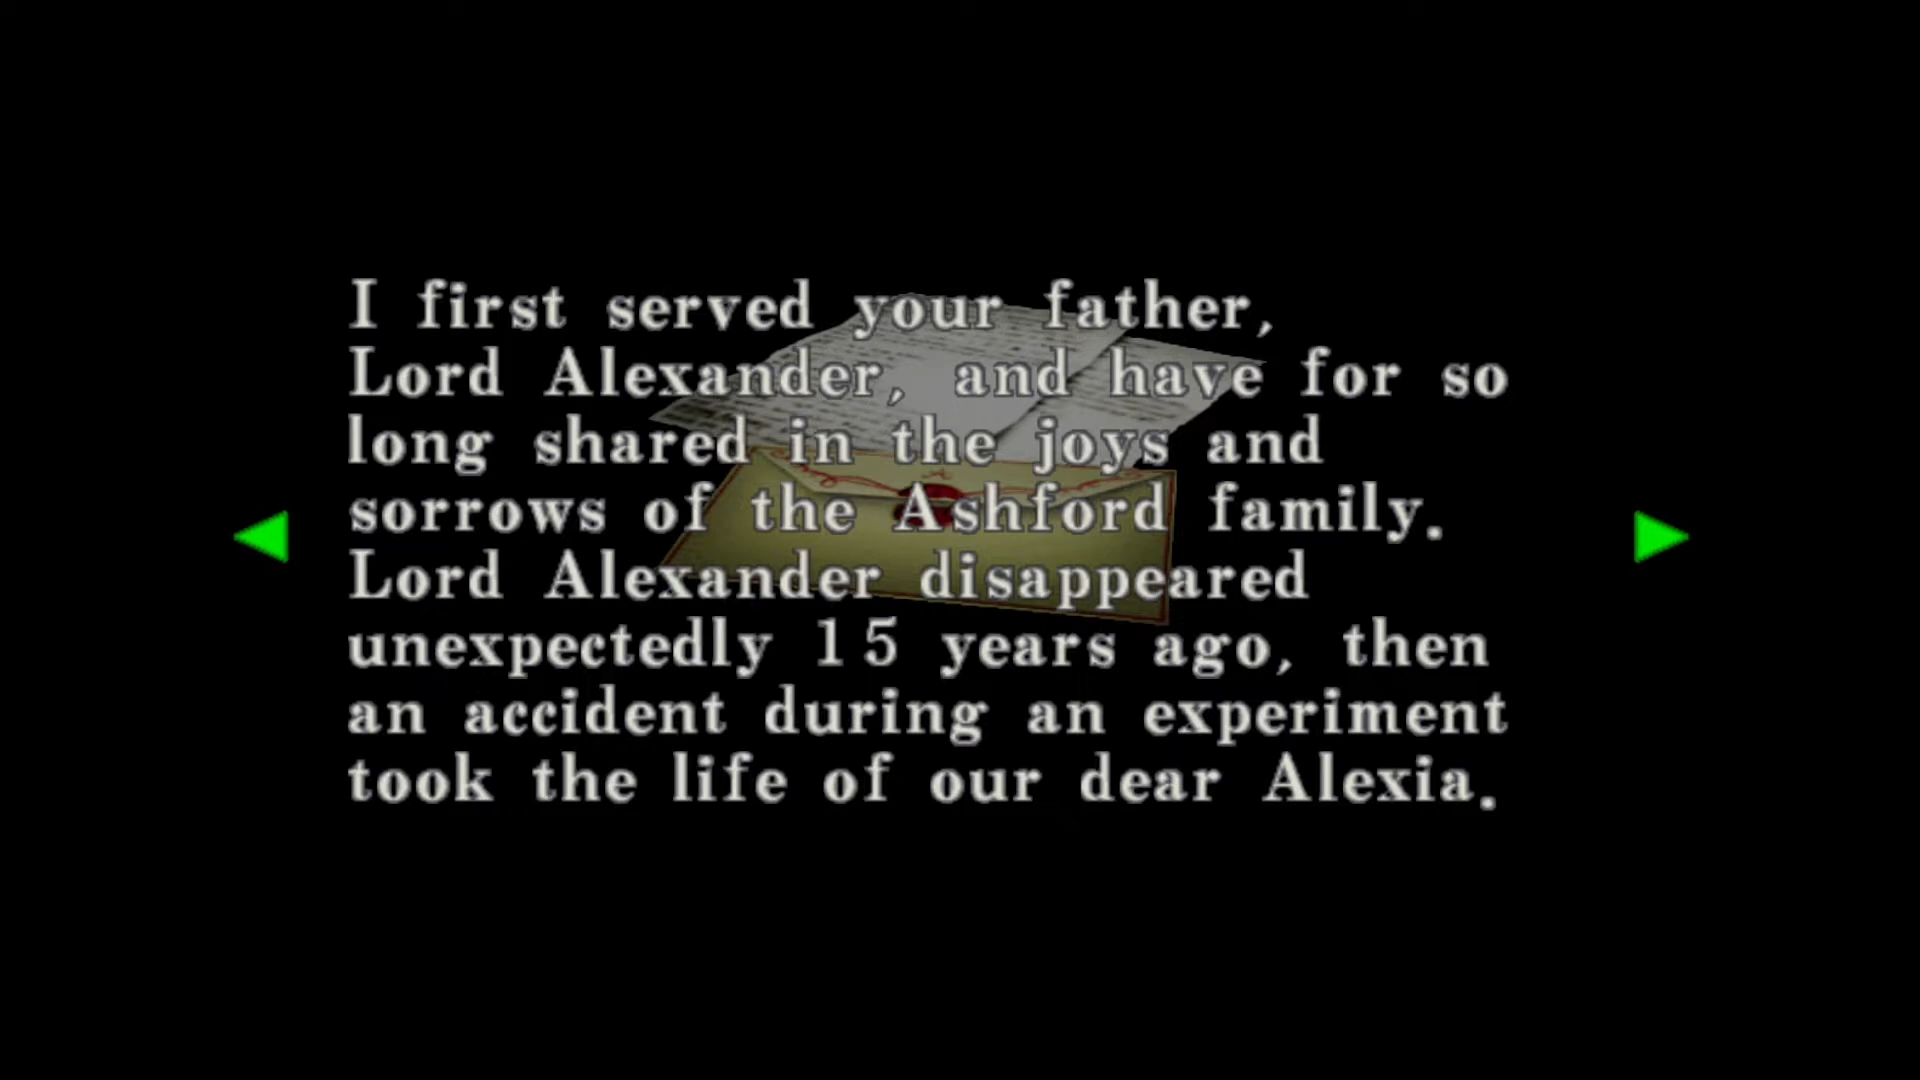 I first served your father,
Lord Alexander, and have for so
long shared in the joys and
sorrows of the Ashford family.
Lord Alexander disappeared
unexpectedly 15 years ago, then
an accident during an experiment
took the life of our dear Alexia.